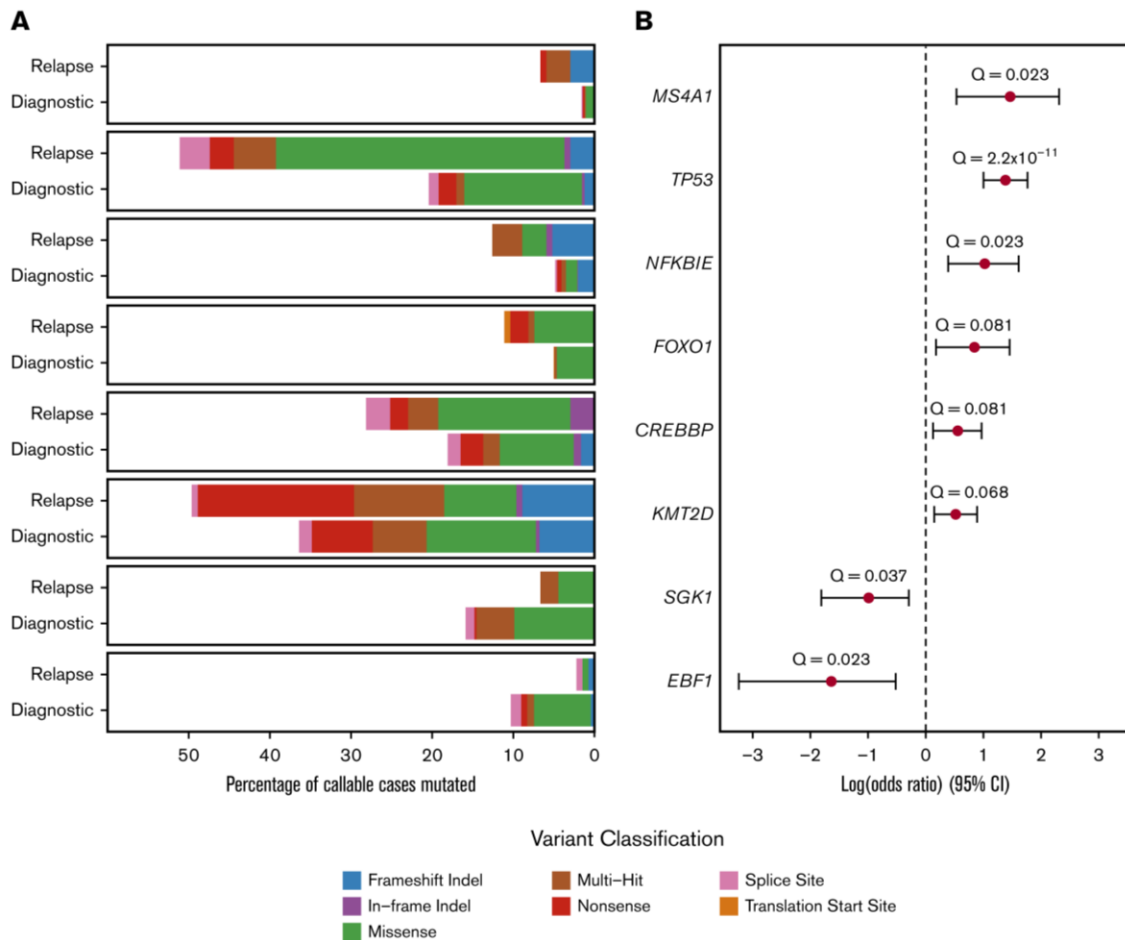 A
Relapse
Diagnostic
Relapse
Diagnostic
Relapse
Diagnostic
Relapse
Diagnostic
Relapse
Diagnostic
Relapse
Diagnostic
Relapse
Diagnostic
Relapse
Diagnostic
50 40 30 20 10 0
Percentage of callable cases mutated
B
MS4A1
Q = 0.023
TP53
Q = 2.2x10⁻¹¹
NFKBIE
Q = 0.023
FOXO1
Q = 0.081
CREBBP
Q = 0.081
KMT2D
Q = 0.068
SGK1
Q = 0.037
EBF1
Q = 0.023
−3 −2 −1 0 1 2 3
Log(odds ratio) (95% CI)
Variant Classification
Frameshift Indel
In−frame Indel
Missense
Multi−Hit
Nonsense
Splice Site
Translation Start Site